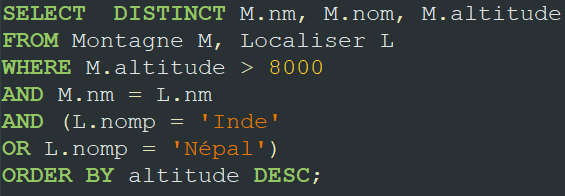 SELECT  DISTINCT M.nm, M.nom, M.altitude
FROM Montagne M, Localiser L
WHERE M.altitude > 8000
AND M.nm = L.nm
AND (L.nomp = 'Inde'
OR L.nomp = 'Népal')
ORDER BY altitude DESC;